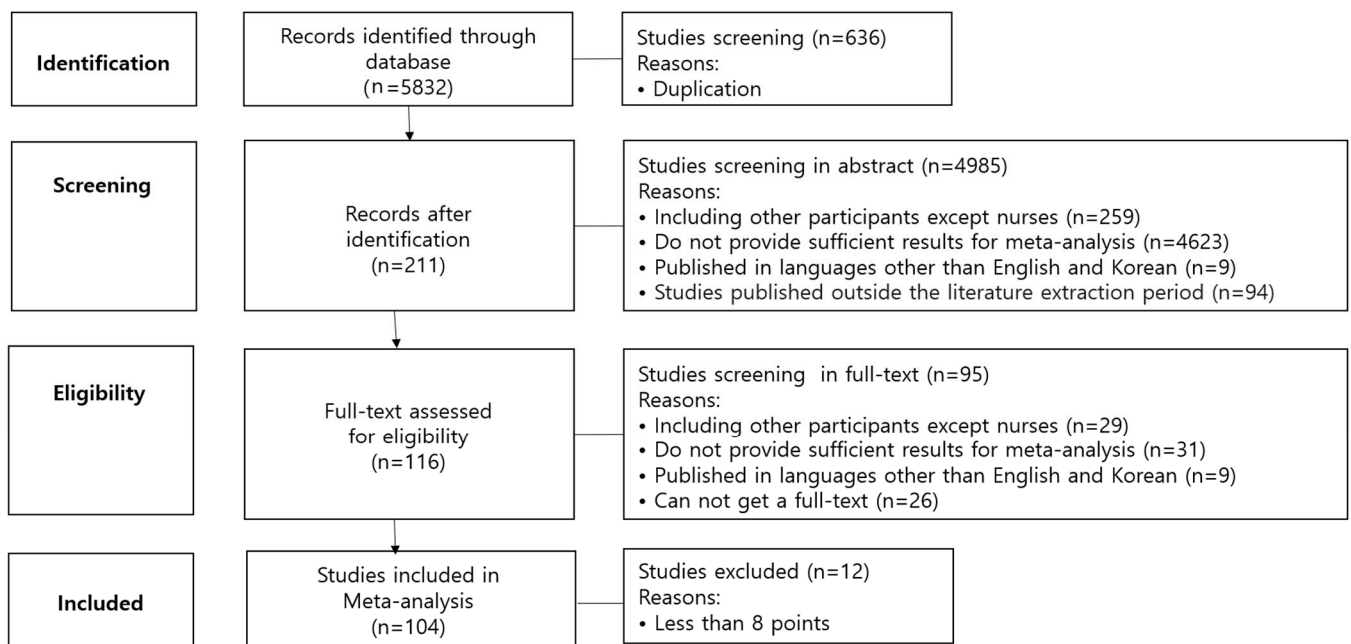 Identification
Records identified through
database
(n=5832)
Studies screening (n=636)
Reasons:
• Duplication
Screening
Records after
identification
(n=211)
Studies screening in abstract (n=4985)
Reasons:
• Including other participants except nurses (n=259)
• Do not provide sufficient results for meta-analysis (n=4623)
• Published in languages other than English and Korean (n=9)
• Studies published outside the literature extraction period (n=94)
Eligibility
Full-text assessed
for eligibility
(n=116)
Studies screening in full-text (n=95)
Reasons:
• Including other participants except nurses (n=29)
• Do not provide sufficient results for meta-analysis (n=31)
• Published in languages other than English and Korean (n=9)
• Can not get a full-text (n=26)
Included
Studies included in
Meta-analysis
(n=104)
Studies excluded (n=12)
Reasons:
• Less than 8 points